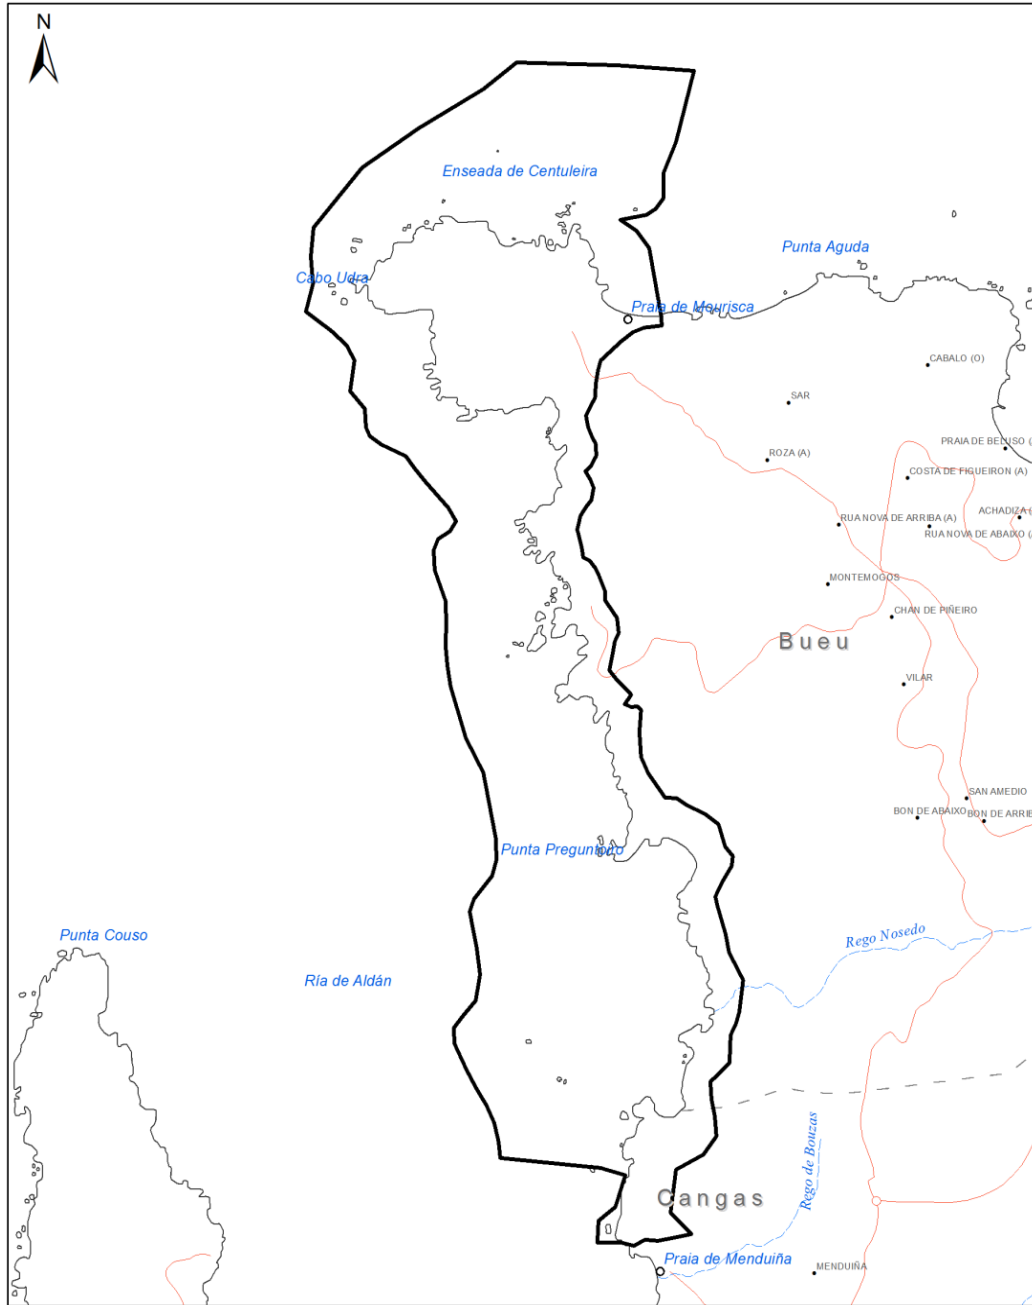 N
Enseada de Centuleira
Punta Aguda
Cabo Udra
Praia de Mourisca
CABALO (O)
SAR
PRAIA DE BELUSO (A
ROZA (A)
COSTA DE FIGUEIRON (A)
ACHADIZA (
RUA NOVA DE ARRIBA (A)
RUA NOVA DE ABAIXO (A
MONTEMOGOS
CHAN DE PIÑEIRO
Bueu
VILAR
SAN AMEDIO
BON DE ABAIXO
BON DE ARRIB
Punta Preguntoiro
Punta Couso
Rego Nosedo
Ría de Aldán
Rego de Bouzas
Cangas
Praia de Menduiña
MENDUIÑA